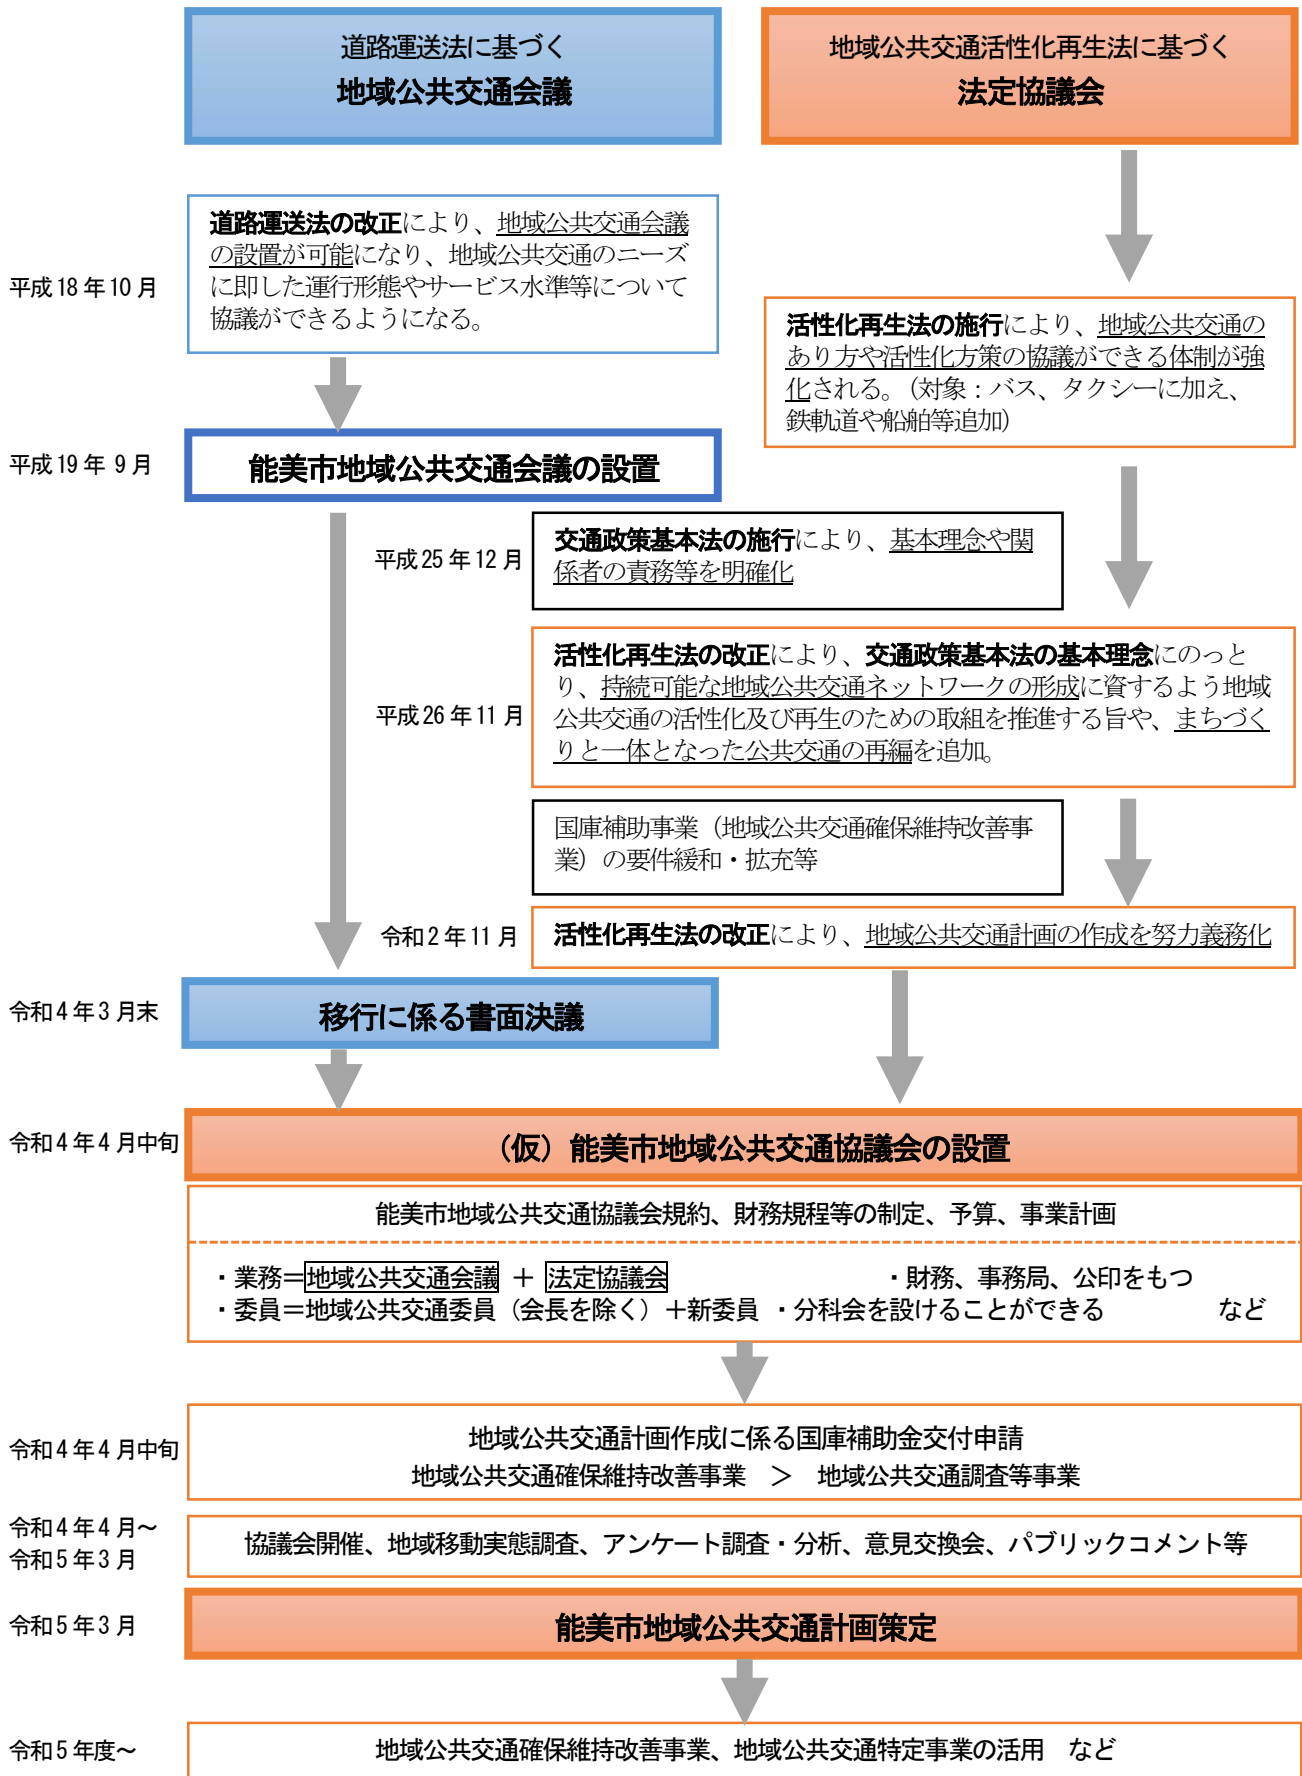 道路運送法に基づく
地域公共交通会議
地域公共交通活性化再生法に基づく
法定協議会
平成18年10月
道路運送法の改正により、地域公共交通会議
の設置が可能になり、地域公共交通のニーズ
に即した運行形態やサービス水準等について
協議ができるようになる。
活性化再生法の施行により、地域公共交通の
あり方や活性化方策の協議ができる体制が強
化される。（対象：バス、タクシーに加え、
鉄軌道や船舶等追加）
平成19年 9月
能美市地域公共交通会議の設置
平成25年12月
交通政策基本法の施行により、基本理念や関
係者の責務等を明確化
平成26年11月
活性化再生法の改正により、交通政策基本法の基本理念にのっと
り、持続可能な地域公共交通ネットワークの形成に資するよう地域
公共交通の活性化及び再生のための取組を推進する旨や、まちづく
りと一体となった公共交通の再編を追加。
国庫補助事業（地域公共交通確保維持改善事
業）の要件緩和・拡充等
令和2年11月
活性化再生法の改正により、地域公共交通計画の作成を努力義務化
令和4年3月末
移行に係る書面決議
令和4年4月中旬
（仮）能美市地域公共交通協議会の設置
能美市地域公共交通協議会規約、財務規程等の制定、予算、事業計画
・業務＝地域公共交通会議 ＋ 法定協議会 ・財務、事務局、公印をもつ
・委員＝地域公共交通委員（会長を除く）＋新委員 ・分科会を設けることができる など
令和4年4月中旬
地域公共交通計画作成に係る国庫補助金交付申請
地域公共交通確保維持改善事業 ＞ 地域公共交通調査等事業
令和4年4月～
令和5年3月
協議会開催、地域移動実態調査、アンケート調査・分析、意見交換会、パブリックコメント等
令和5年3月
能美市地域公共交通計画策定
令和5年度～
地域公共交通確保維持改善事業、地域公共交通特定事業の活用 など